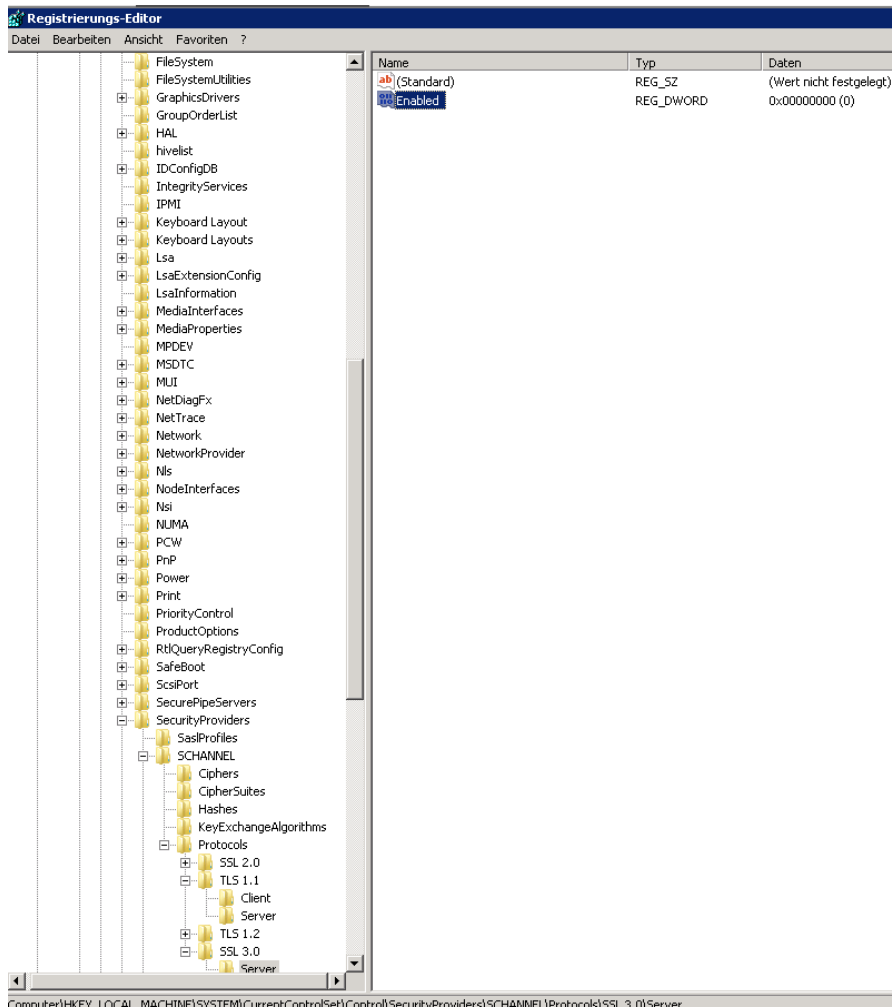 Registrierungs-Editor
Datei Bearbeiten Ansicht Favoriten ?
FileSystem
FileSystemUtilities
GraphicsDrivers
GroupOrderList
HAL
hivelist
IDConfigDB
IntegrityServices
IPMI
Keyboard Layout
Keyboard Layouts
Lsa
LsaExtensionConfig
LsaInformation
MediaInterfaces
MediaProperties
MPDEV
MSDTC
MUI
NetDiagFx
NetTrace
Network
NetworkProvider
Nls
NodeInterfaces
Nsi
NUMA
PCW
PnP
Power
Print
PriorityControl
ProductOptions
RtlQueryRegistryConfig
SafeBoot
ScsiPort
SecurePipeServers
SecurityProviders
SaslProfiles
SCHANNEL
Ciphers
CipherSuites
Hashes
KeyExchangeAlgorithms
Protocols
SSL 2.0
TLS 1.1
Client
Server
TLS 1.2
SSL 3.0
Server
Name Typ Daten
(Standard) REG_SZ (Wert nicht festgelegt)
Enabled REG_DWORD 0x00000000 (0)
Computer\HKEY_LOCAL_MACHINE\SYSTEM\CurrentControlSet\Control\SecurityProviders\SCHANNEL\Protocols\SSL 3.0\Server